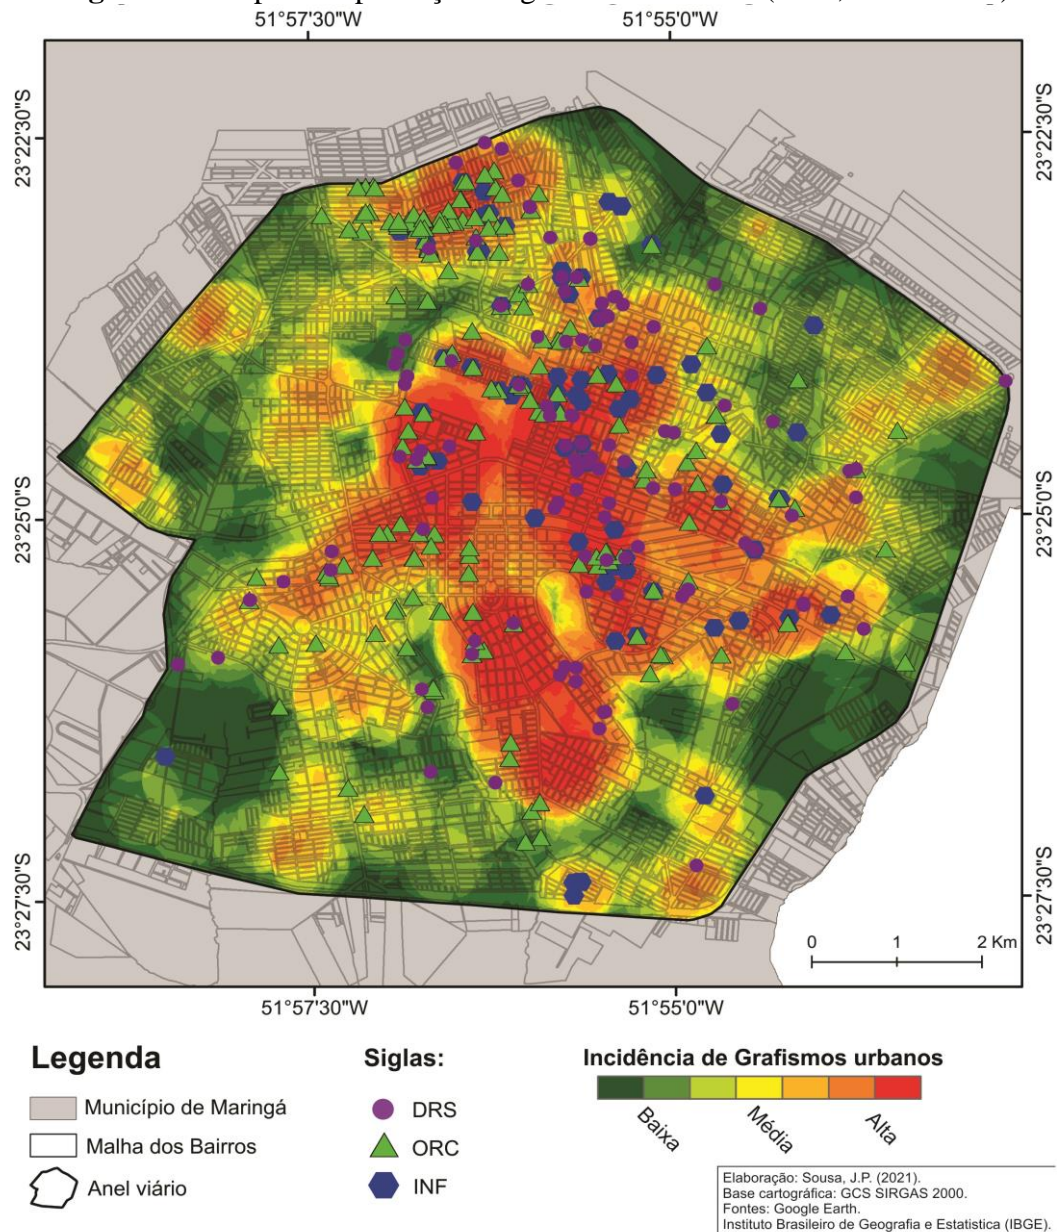 51°57'30"W 51°55'0"W
23°22'30"S 23°22'30"S
23°25'0"S 23°25'0"S
23°27'30"S 23°27'30"S
0 1 2 Km
51°57'30"W 51°55'0"W
Legenda
Município de Maringá
Malha dos Bairros
Anel viário
Siglas:
DRS
ORC
INF
Incidência de Grafismos urbanos
Baixa Média Alta
Elaboração: Sousa, J.P. (2021).
Base cartográfica: GCS SIRGAS 2000.
Fontes: Google Earth.
Instituto Brasileiro de Geografia e Estatistica (IBGE).